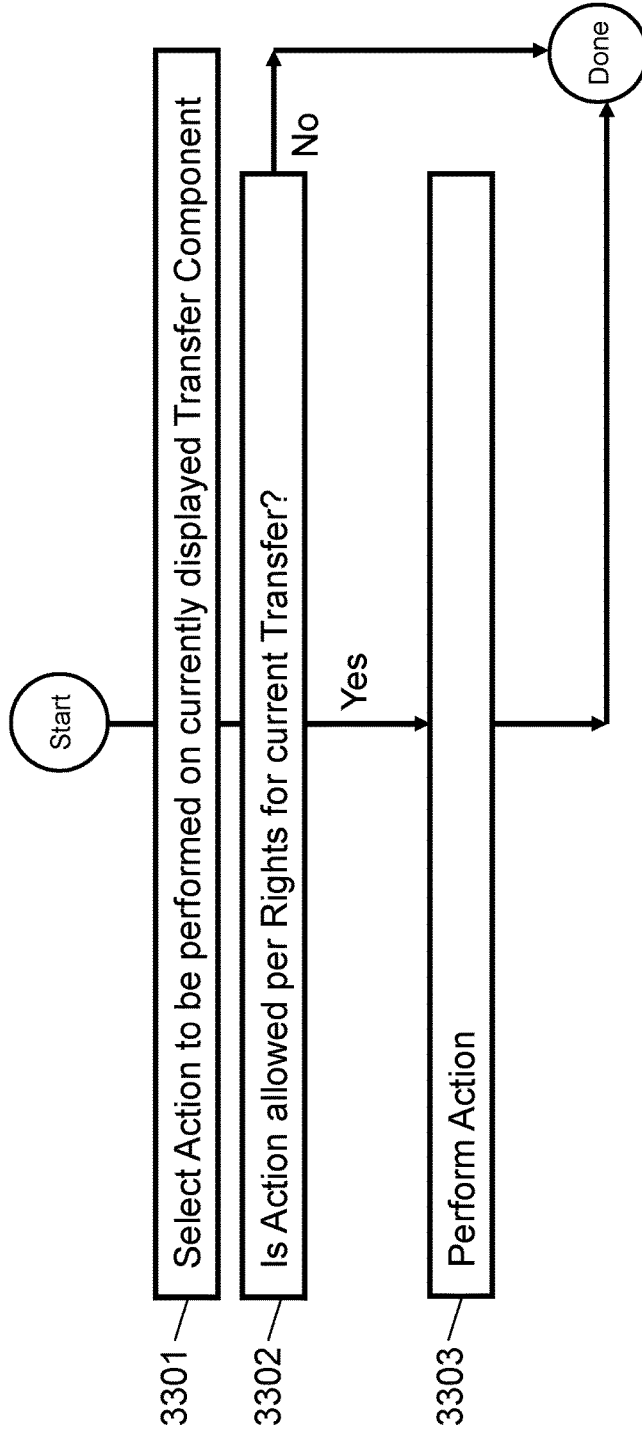 Start
3301
Select Action to be performed on currently displayed Transfer Component
3302
Is Action allowed per Rights for current Transfer?
No
Yes
3303
Perform Action
Done